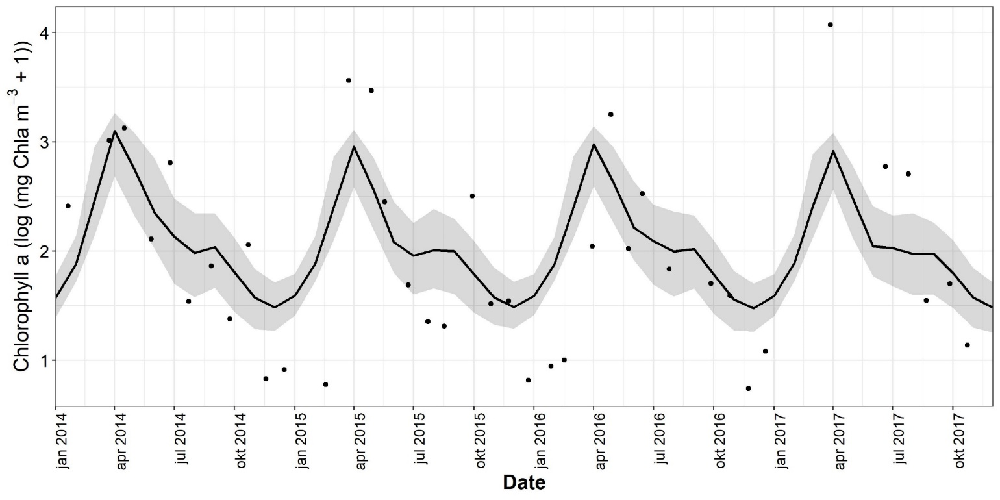 Chlorophyll a (log (mg Chla m⁻³ + 1))
4
3
2
1
jan 2014
apr 2014
jul 2014
okt 2014
jan 2015
apr 2015
jul 2015
okt 2015
jan 2016
apr 2016
jul 2016
okt 2016
jan 2017
apr 2017
jul 2017
okt 2017
Date